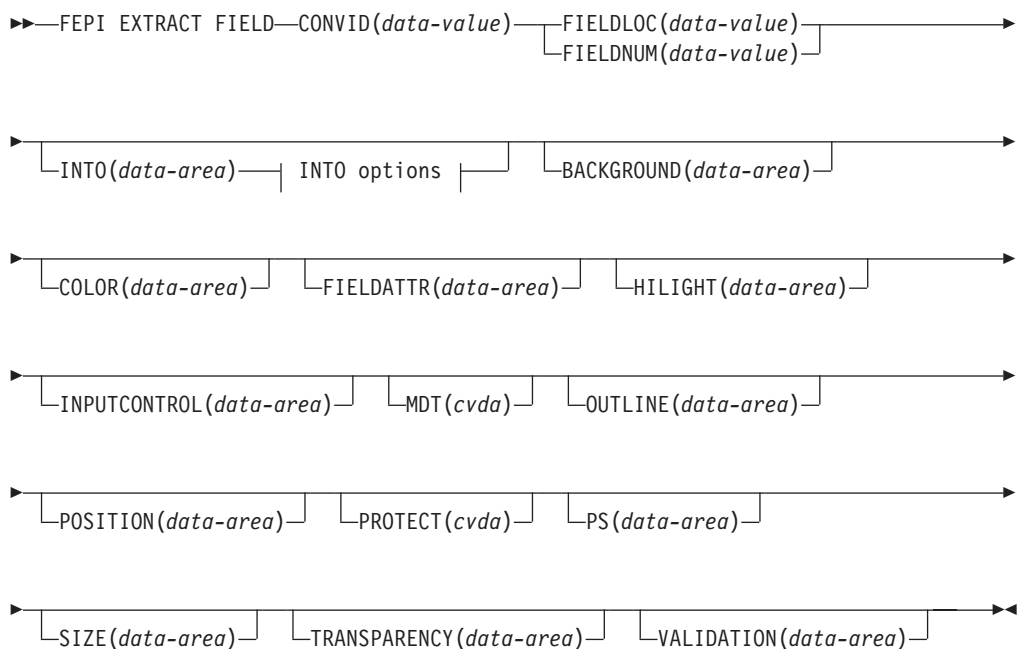 FEPI EXTRACT FIELD CONVID(data-value) FIELDLOC(data-value)
FIELDNUM(data-value)
INTO(data-area) INTO options BACKGROUND(data-area)
COLOR(data-area) FIELDATTR(data-area) HILIGHT(data-area)
INPUTCONTROL(data-area) MDT(cvda) OUTLINE(data-area)
POSITION(data-area) PROTECT(cvda) PS(data-area)
SIZE(data-area) TRANSPARENCY(data-area) VALIDATION(data-area)